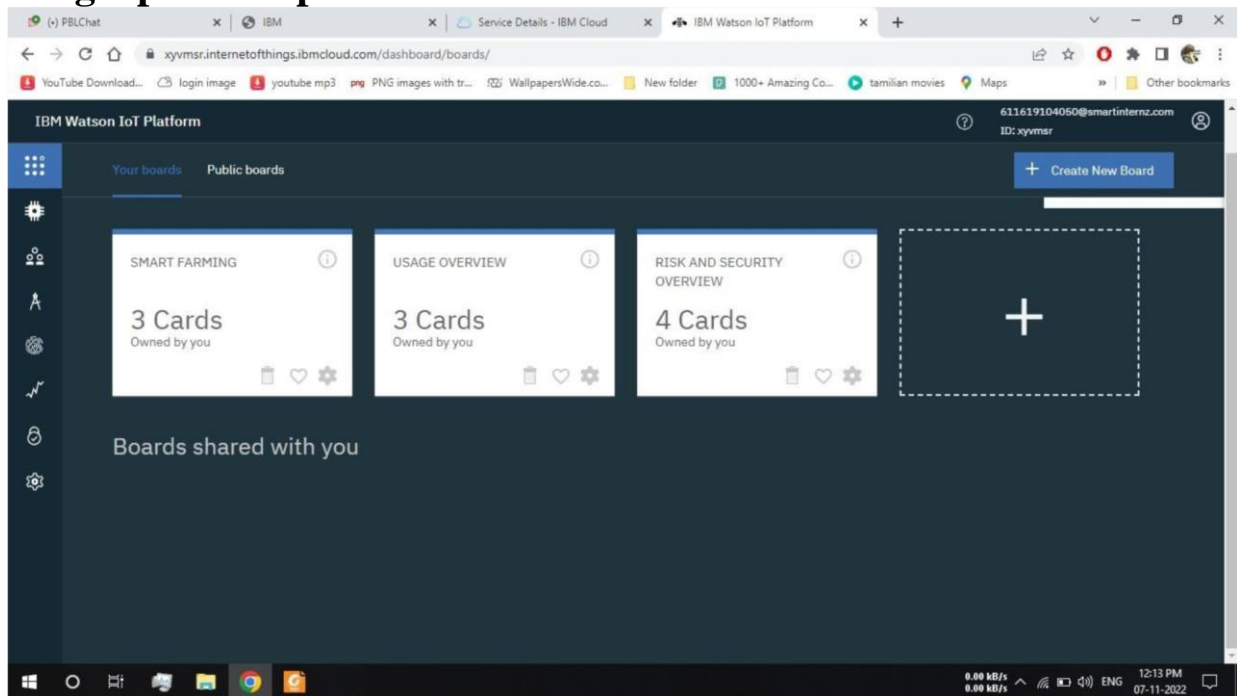 (•) PBLChat
IBM
Service Details - IBM Cloud
IBM Watson IoT Platform
xyvmsr.internetofthings.ibmcloud.com/dashboard/boards/
YouTube Download... login image youtube mp3 png PNG images with tr... WallpapersWide.co... New folder 1000+ Amazing Co... tamilian movies Maps » Other bookmarks
IBM Watson IoT Platform
611619104050@smartinternz.com
ID: xyvmsr
Your boards Public boards
+ Create New Board
SMART FARMING
3 Cards
Owned by you
USAGE OVERVIEW
3 Cards
Owned by you
RISK AND SECURITY
OVERVIEW
4 Cards
Owned by you
Boards shared with you
0.00 kB/s
0.00 kB/s
ENG
12:13 PM
07-11-2022